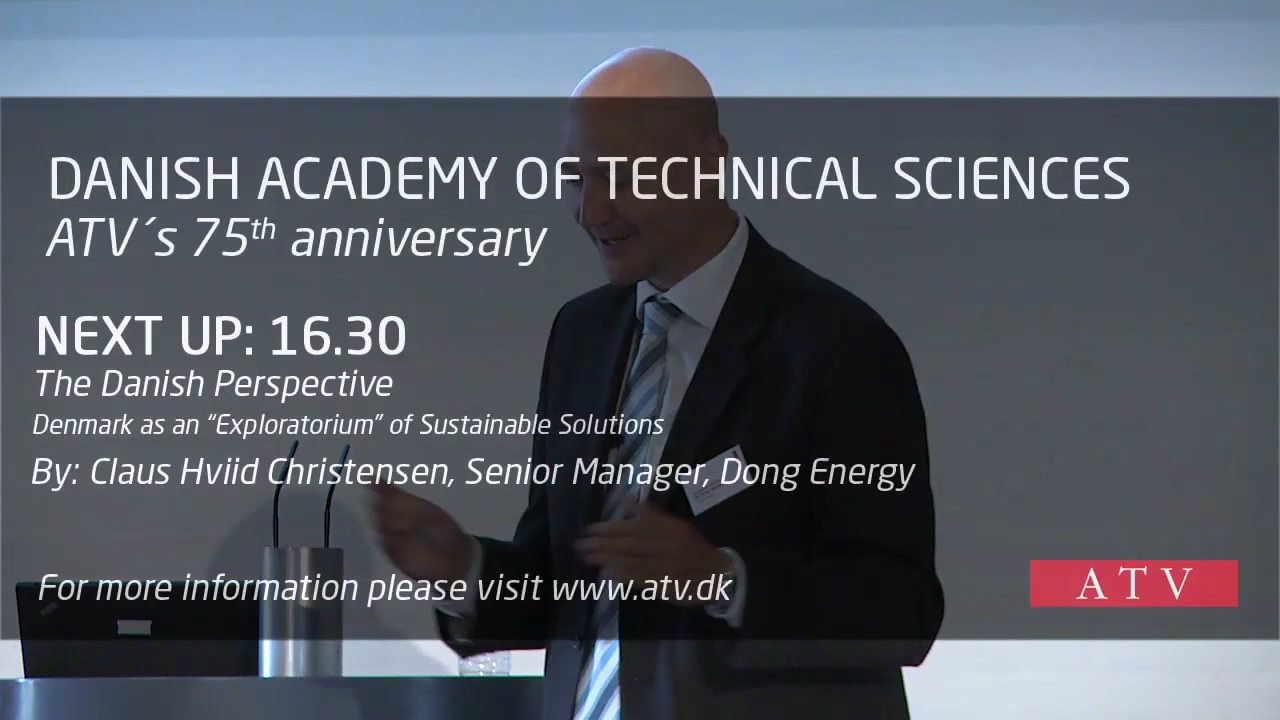 DANISH ACADEMY OF TECHNICAL SCIENCES
ATV´s 75th anniversary
NEXT UP: 16.30
The Danish Perspective
Denmark as an “Exploratorium” of Sustainable Solutions
By: Claus Hviid Christensen, Senior Manager, Dong Energy
For more information please visit www.atv.dk
ATV